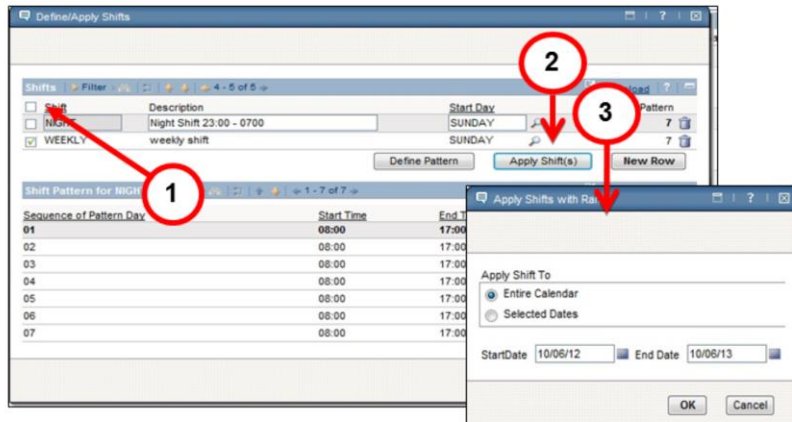 Define/Apply Shifts
2
Shifts Filter 4 - 5 of 5
3
Shift Description Start Day Pattern
NIGHT Night Shift 23:00 - 0700 SUNDAY 7
WEEKLY weekly shift SUNDAY 7
Define Pattern Apply Shift(s) New Row
1
Shift Pattern for NIGHT 1 - 7 of 7
Apply Shifts with
Sequence of Pattern Day Start Time End
01 08:00 17:00
02 08:00 17:00
03 08:00 17:00
04 08:00 17:00
05 08:00 17:00
06 08:00 17:00
07 08:00 17:00
Apply Shift To
Entire Calendar
Selected Dates
StartDate 10/06/12 End Date 10/06/13
OK Cancel